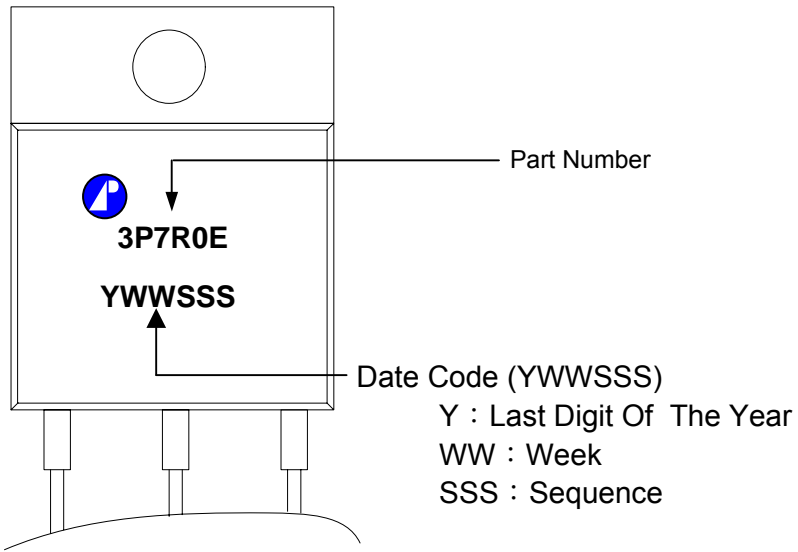 Part Number
3P7R0E
YWWSSS
Date Code (YWWSSS)
Y：Last Digit Of The Year
WW：Week
SSS：Sequence